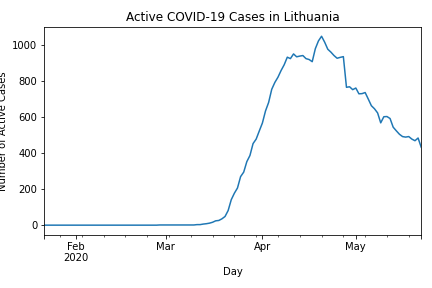 Active COVID-19 Cases in Lithuania
Number of Active Cases
1000
800
600
400
200
0
Feb
2020
Mar
Apr
May
Day